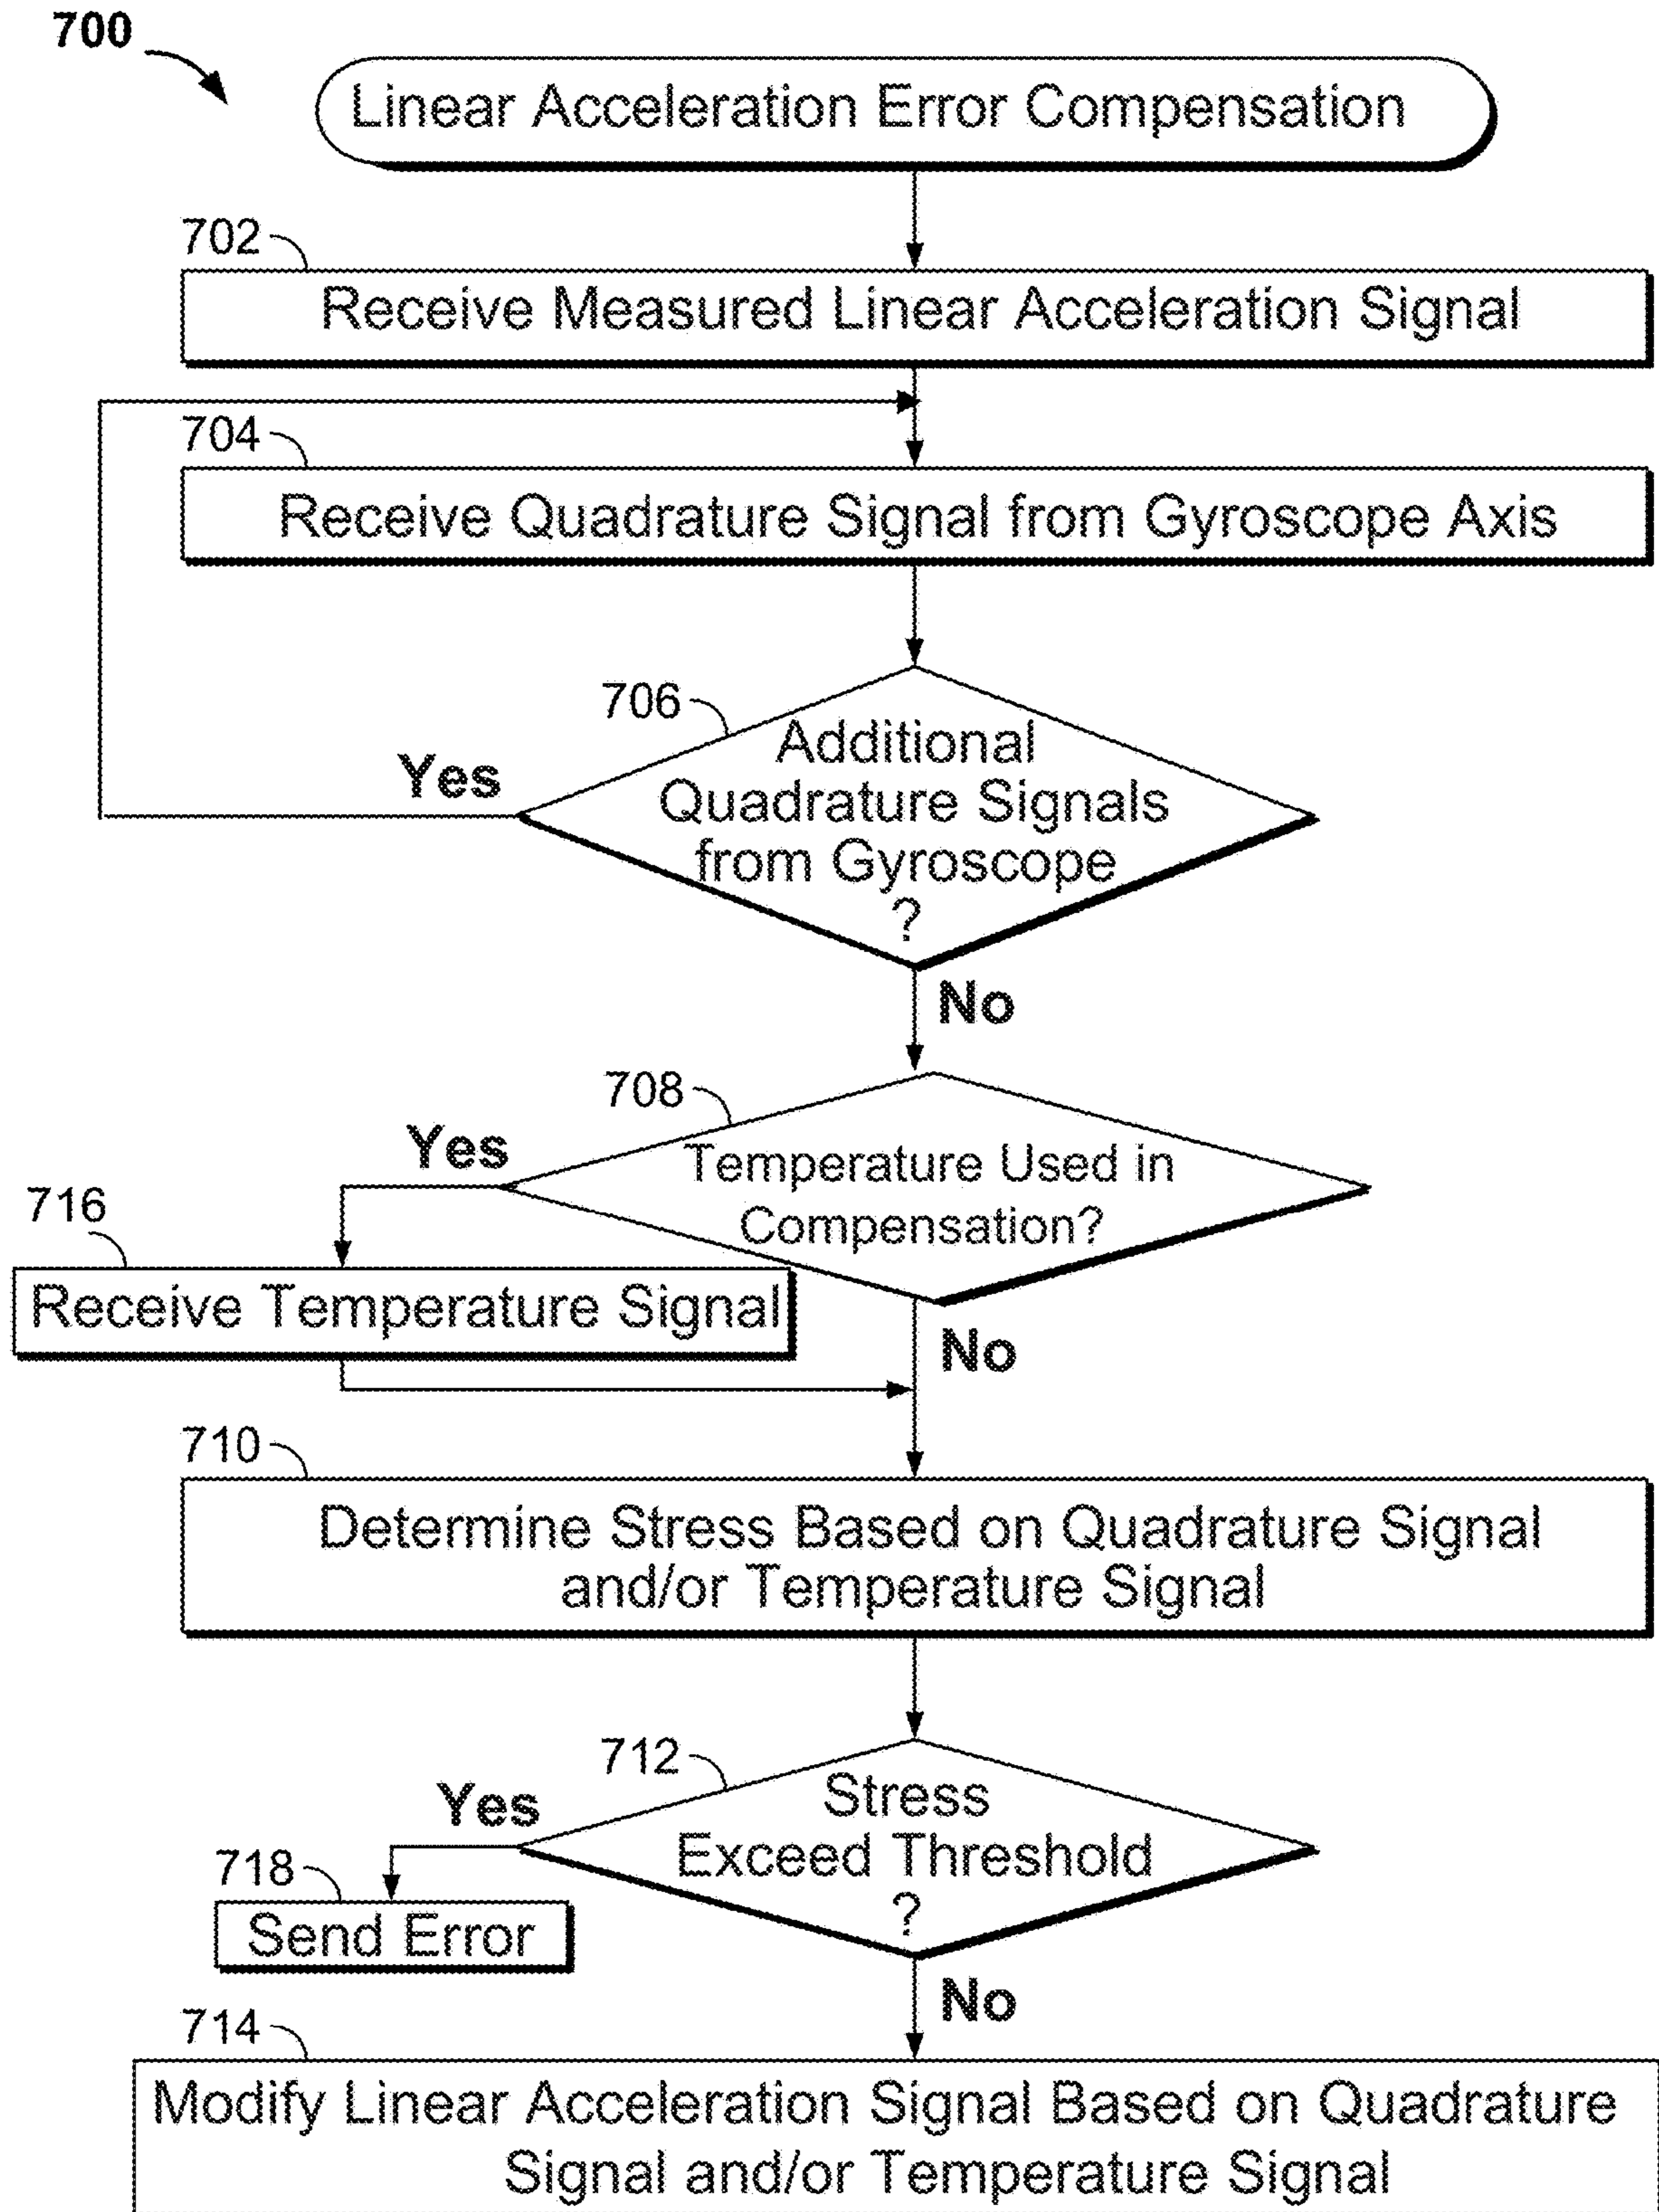 700
Linear Acceleration Error Compensation
702
Receive Measured Linear Acceleration Signal
704
Receive Quadrature Signal from Gyroscope Axis
706
Additional
Quadrature Signals
from Gyroscope
?
Yes
No
708
Temperature Used in
Compensation?
Yes
716
Receive Temperature Signal
No
710
Determine Stress Based on Quadrature Signal
and/or Temperature Signal
712
Stress
Exceed Threshold
?
Yes
718
Send Error
No
714
Modify Linear Acceleration Signal Based on Quadrature
Signal and/or Temperature Signal